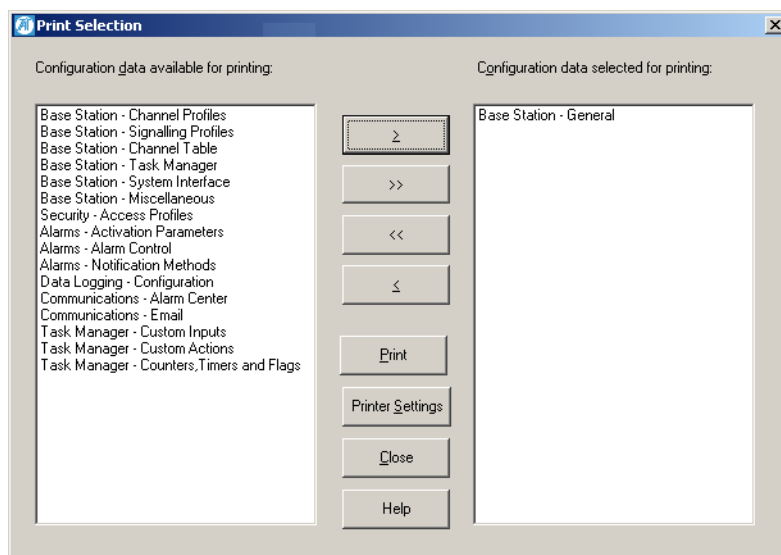 Print Selection
Configuration data available for printing:
Configuration data selected for printing:
Base Station - Channel Profiles
Base Station - Signalling Profiles
Base Station - Channel Table
Base Station - Task Manager
Base Station - System Interface
Base Station - Miscellaneous
Security - Access Profiles
Alarms - Activation Parameters
Alarms - Alarm Control
Alarms - Notification Methods
Data Logging - Configuration
Communications - Alarm Center
Communications - Email
Task Manager - Custom Inputs
Task Manager - Custom Actions
Task Manager - Counters,Timers and Flags
>
>>
<<
<
Print
Printer Settings
Close
Help
Base Station - General